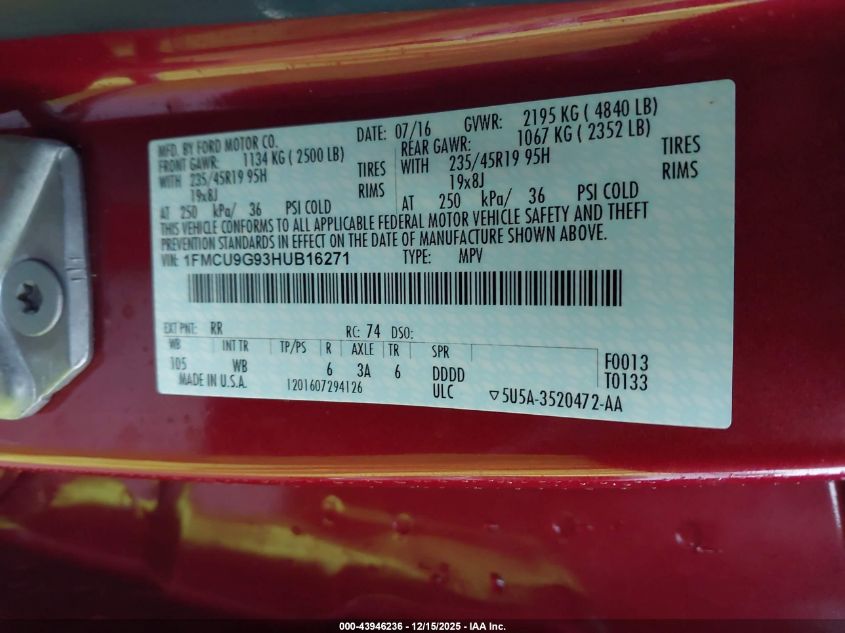 MFD. BY FORD MOTOR CO.
DATE: 07/16 GVWR: 2195 KG ( 4840 LB)
FRONT GAWR: 1134 KG ( 2500 LB)
WITH 235/45R19 95H TIRES
19x8J RIMS
AT 250 kPa/ 36 PSI COLD
REAR GAWR: 1067 KG ( 2352 LB)
WITH 235/45R19 95H TIRES
19x8J RIMS
AT 250 kPa/ 36 PSI COLD
THIS VEHICLE CONFORMS TO ALL APPLICABLE FEDERAL MOTOR VEHICLE SAFETY AND THEFT
PREVENTION STANDARDS IN EFFECT ON THE DATE OF MANUFACTURE SHOWN ABOVE.
VIN: 1FMCU9G93HUB16271 TYPE: MPV
EXT PNT: RR RC: 74 DSO:
WB INT TR TP/PS R AXLE TR SPR
105 WB 6 3A 6 DDDD
F0013
T0133
MADE IN U.S.A. 1201607294126 ULC ▽5U5A-3520472-AA
000-43946236 - 12/15/2025 - IAA Inc.